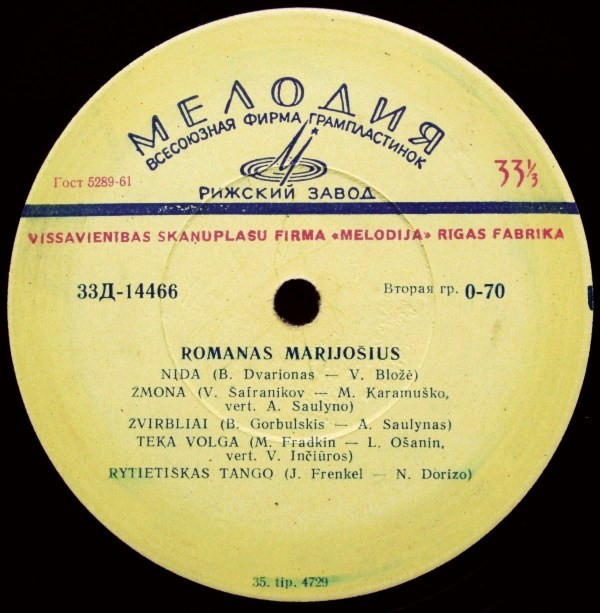 МЕЛОДИЯ
ВСЕСОЮЗНАЯ ФИРМА ГРАМПЛАСТИНОК
Гост 5289-61
33⅓
РИЖСКИЙ ЗАВОД
VISSAVIENĪBAS SKAŅUPLAŠU FIRMA «MELODIJA» RIGAS FABRIKA
33Д-14466
Вторая гр. 0-70
ROMANAS MARIJOŠIUS
NIDA (B. Dvarionas — V. Bložė)
ŽMONA (V. Šafranikov — M. Karamuško,
vert. A. Saulyno)
ŽVIRBLIAI (B. Gorbulskis — A. Saulynas)
TEKA VOLGA (M. Fradkin — L. Ošanin,
vert. V. Inčiūros)
RYTIETIŠKAS TANGO (J. Frenkel — N. Dorizo)
35. tip. 4729